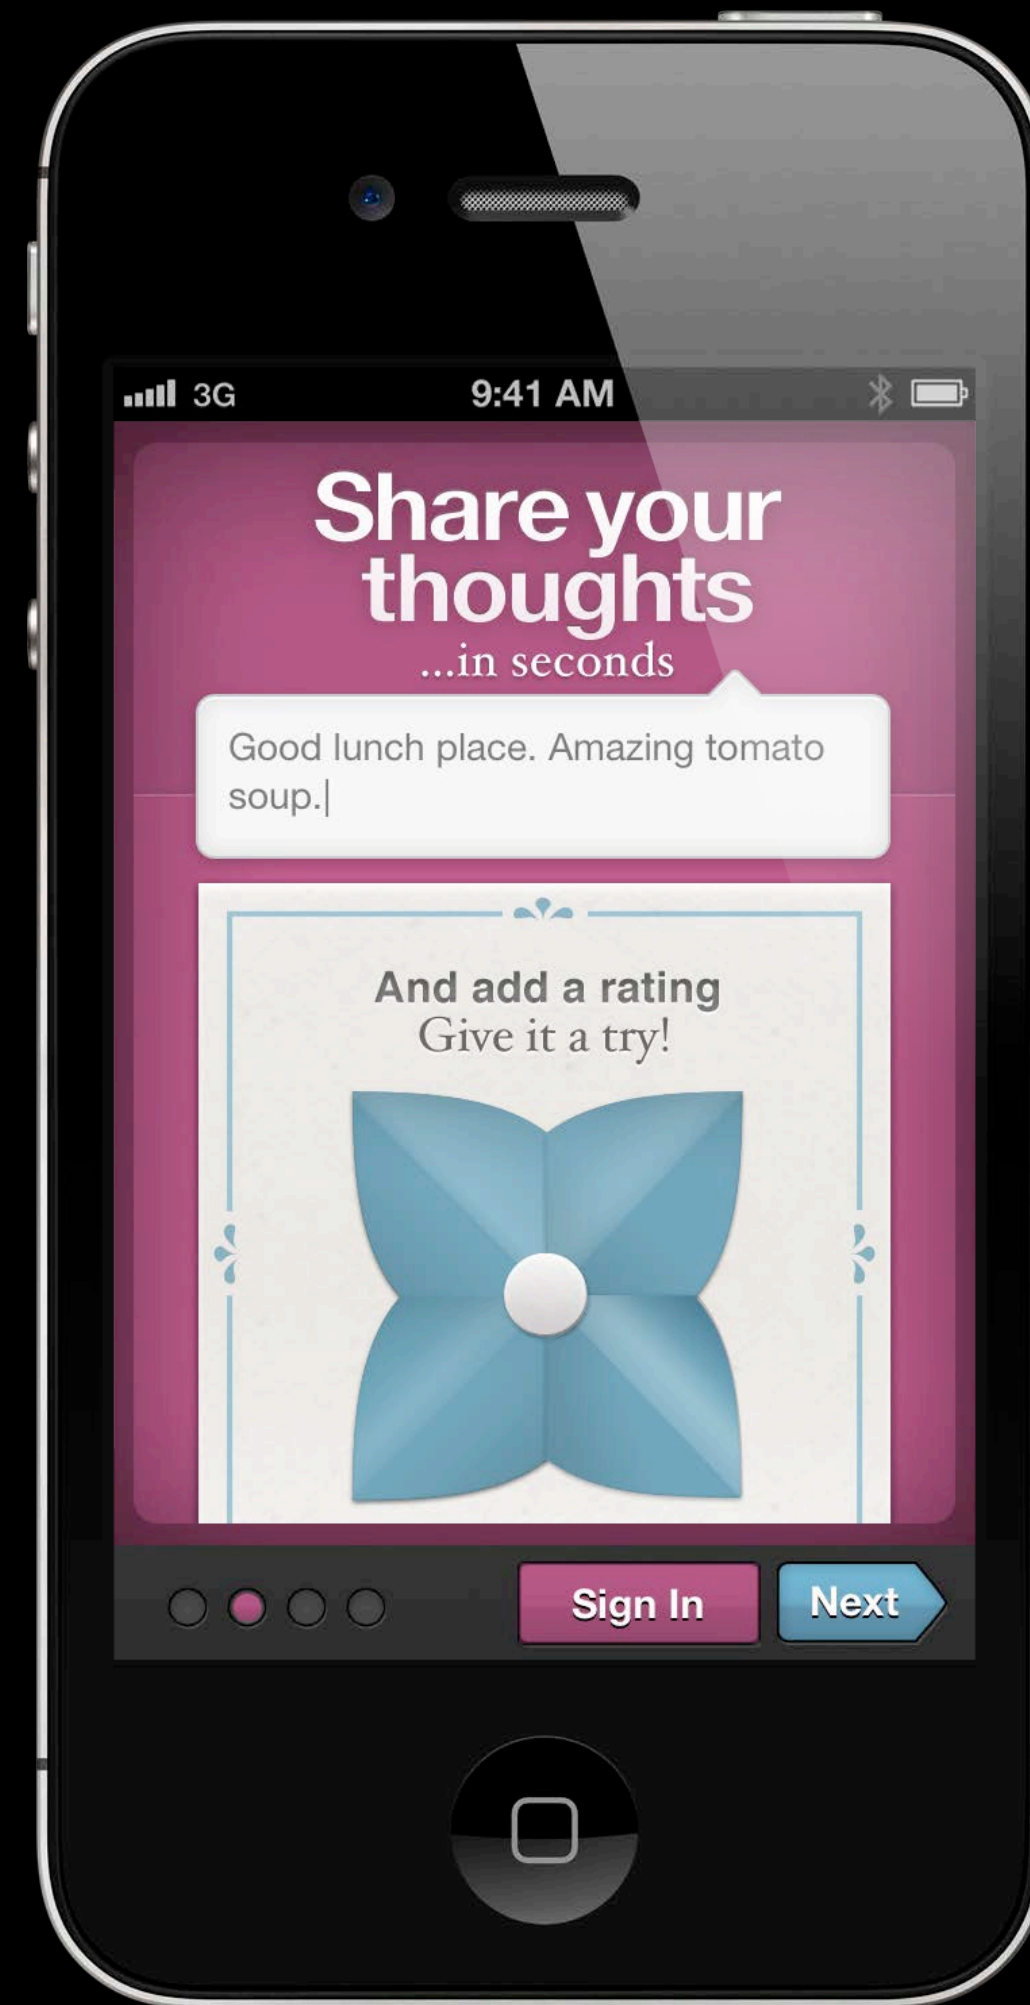 3G 9:41 AM
Share your
thoughts
...in seconds
Good lunch place. Amazing tomato
soup.
And add a rating
Give it a try!
Sign In Next